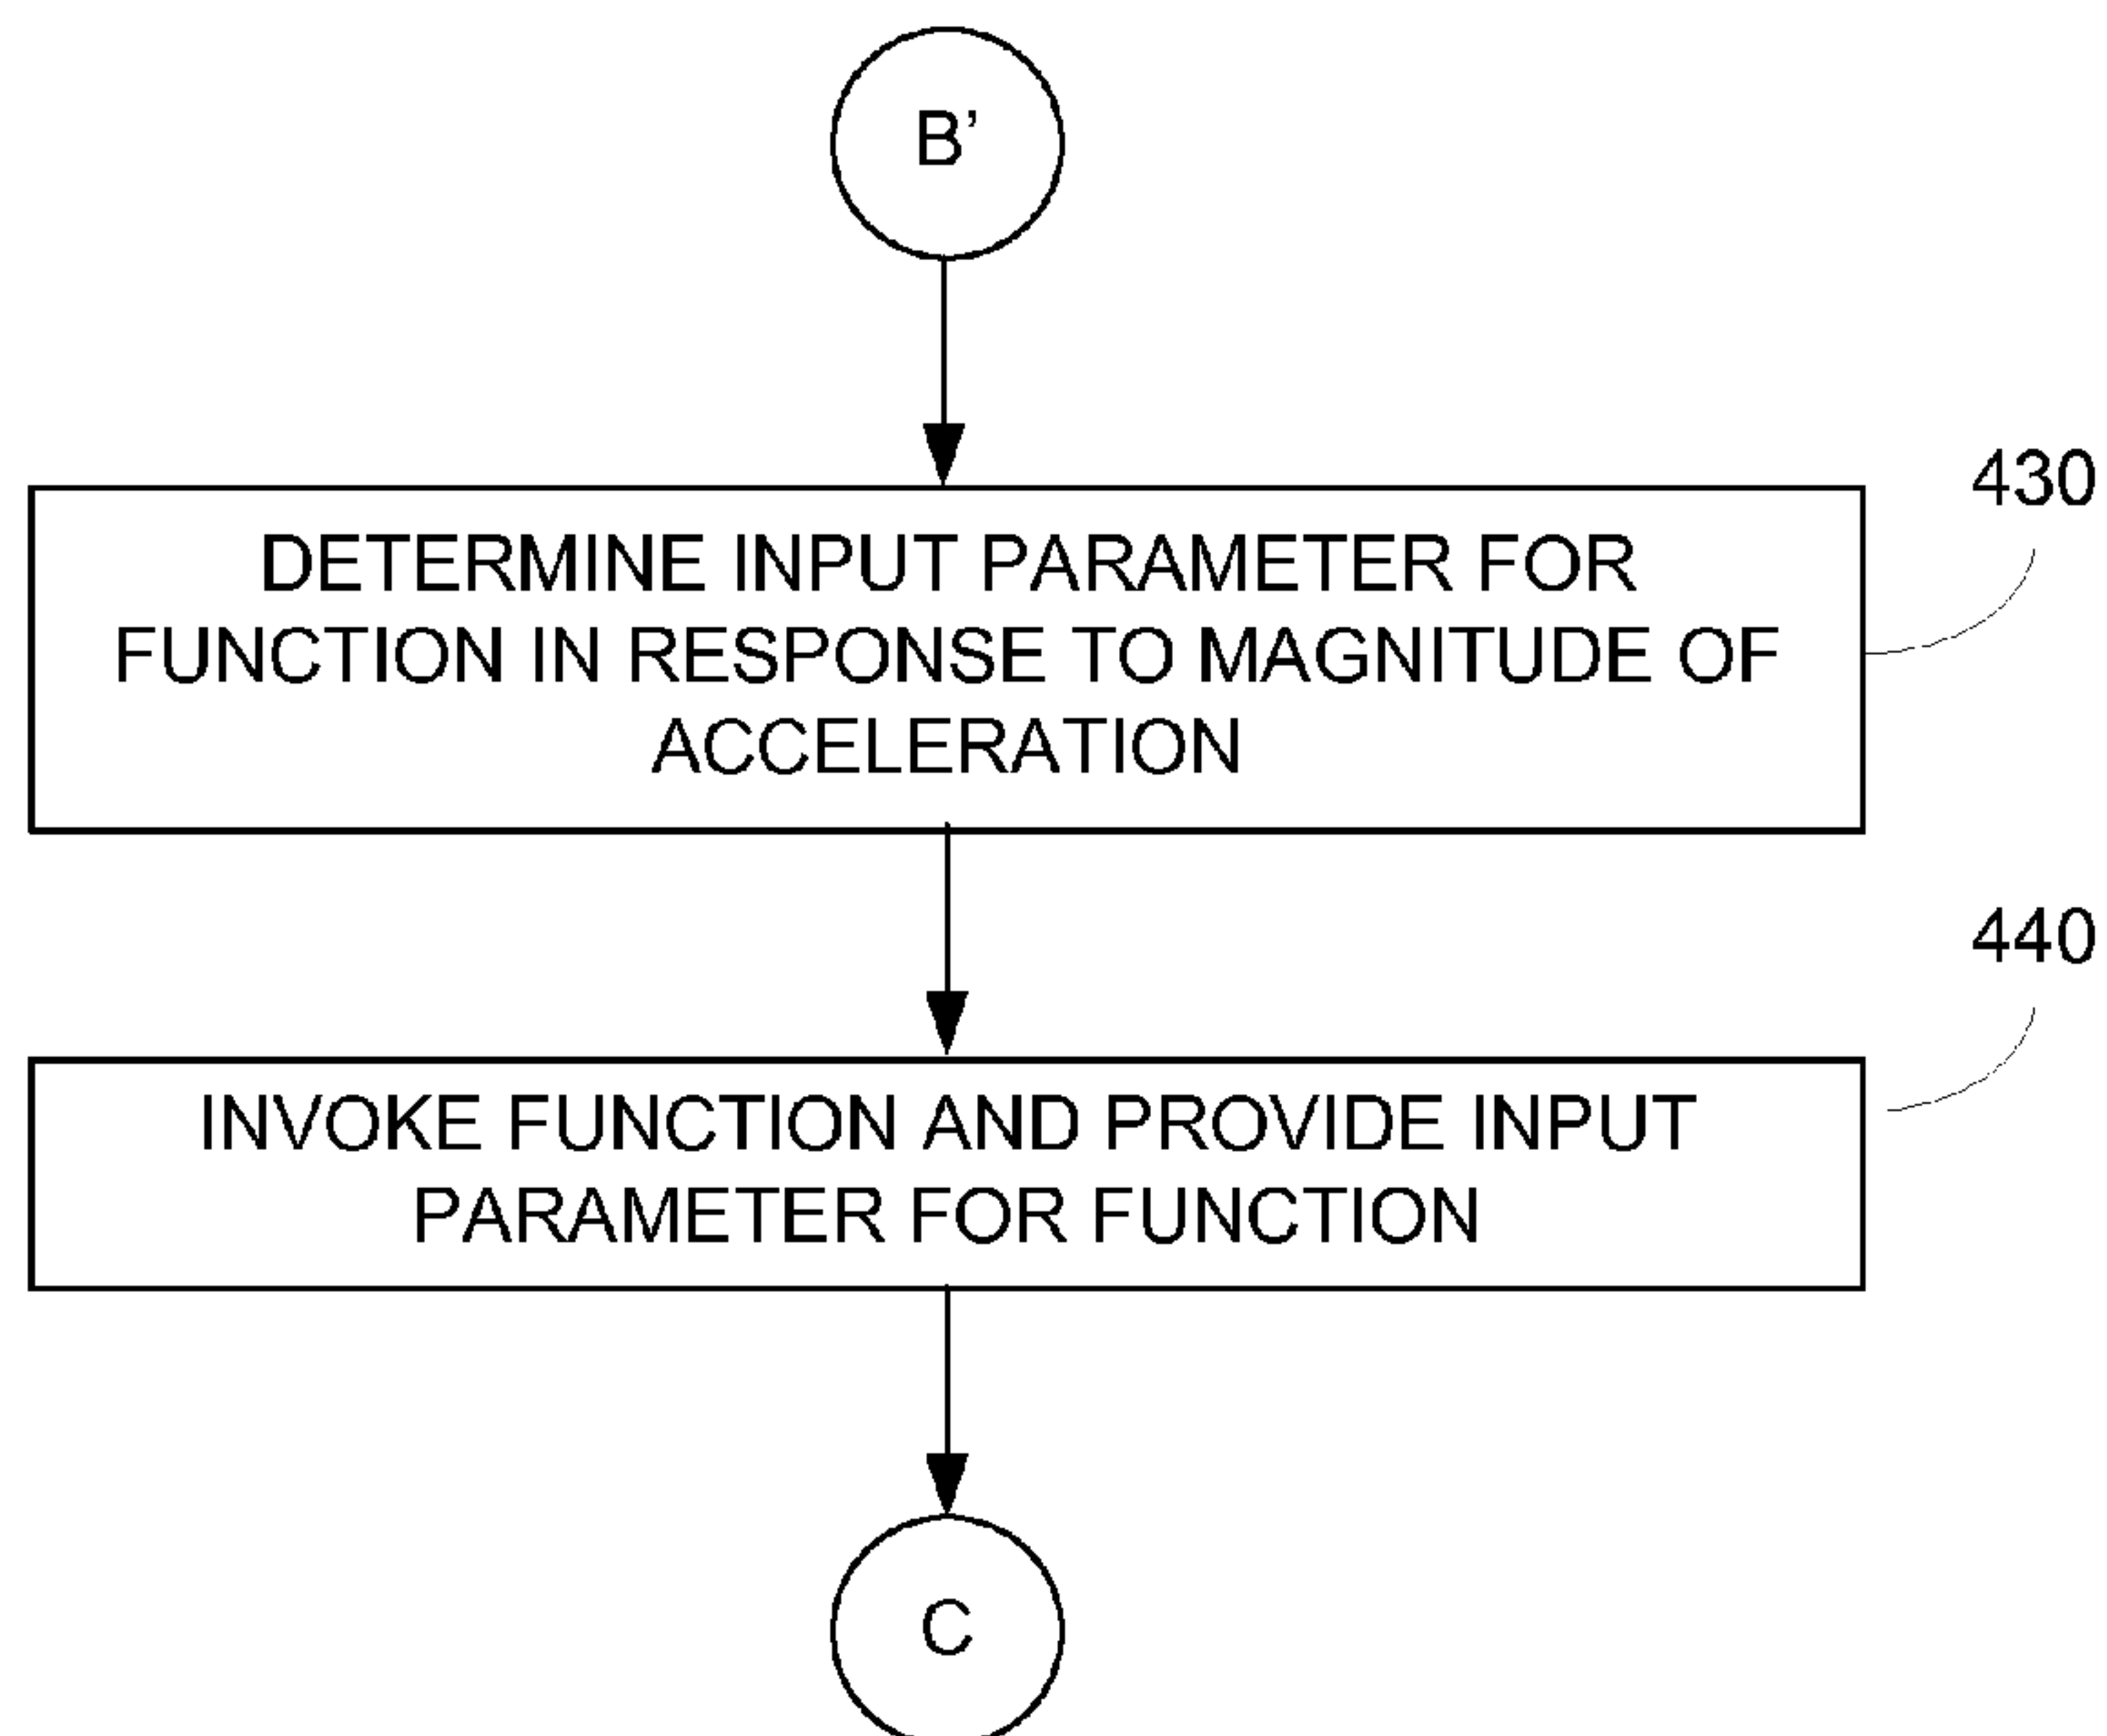 B'
430
DETERMINE INPUT PARAMETER FOR
FUNCTION IN RESPONSE TO MAGNITUDE OF
ACCELERATION
440
INVOKE FUNCTION AND PROVIDE INPUT
PARAMETER FOR FUNCTION
C